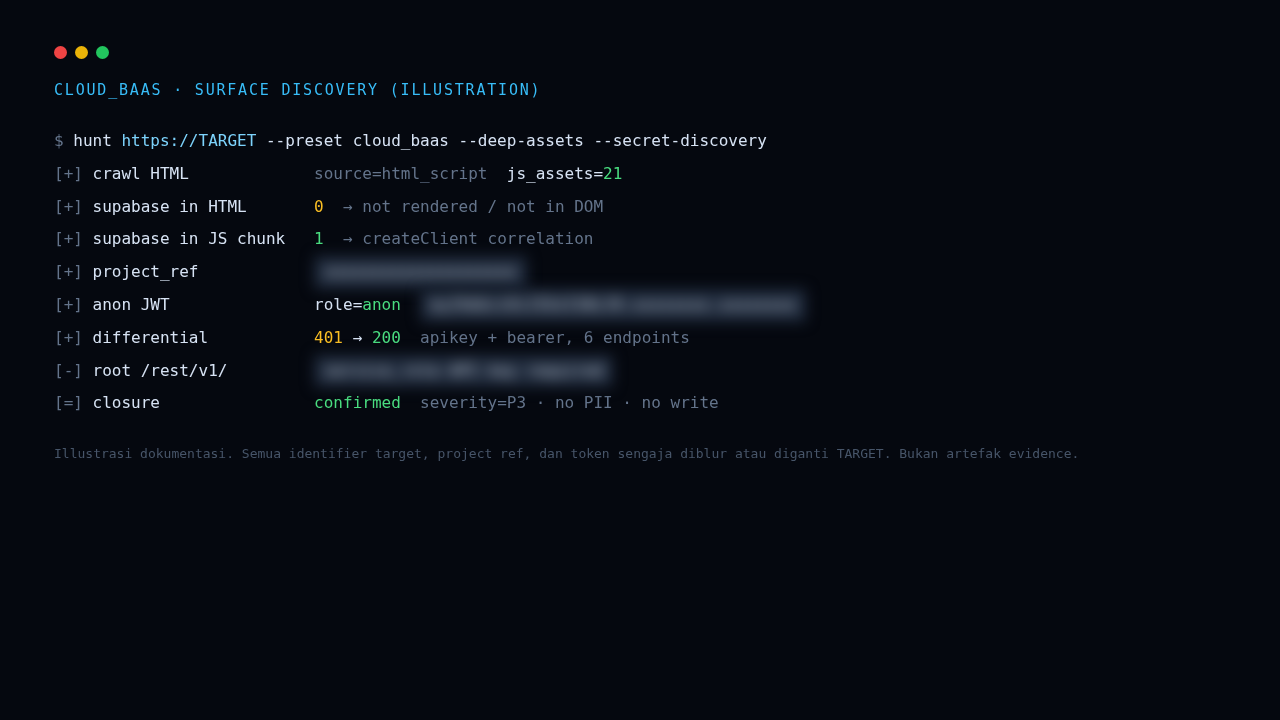 CLOUD_BAAS · SURFACE DISCOVERY (ILLUSTRATION)
$ hunt https://TARGET --preset cloud_baas --deep-assets --secret-discovery
[+] crawl HTML source=html_script js_assets=21
[+] supabase in HTML 0 → not rendered / not in DOM
[+] supabase in JS chunk 1 → createClient correlation
[+] project_ref
[+] anon JWT role=anon
[+] differential 401 → 200 apikey + bearer, 6 endpoints
[-] root /rest/v1/
[=] closure confirmed severity=P3 · no PII · no write
Illustrasi dokumentasi. Semua identifier target, project ref, dan token sengaja diblur atau diganti TARGET. Bukan artefak evidence.